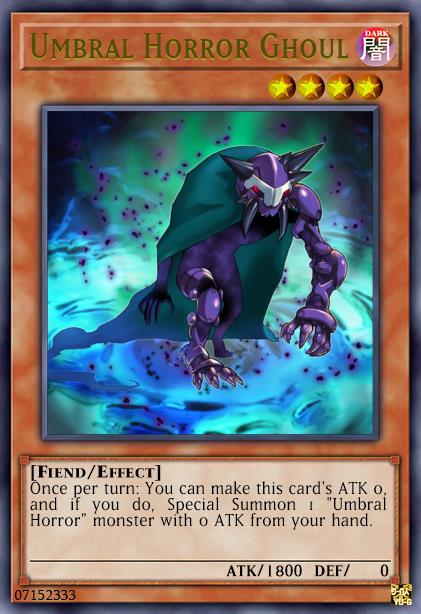 Umbral Horror Ghoul
DARK
闇
[Fiend/Effect]
Once per turn: You can make this card's ATK 0,
and if you do, Special Summon 1 "Umbral
Horror" monster with 0 ATK from your hand.
ATK/1800 DEF/ 0
07152333